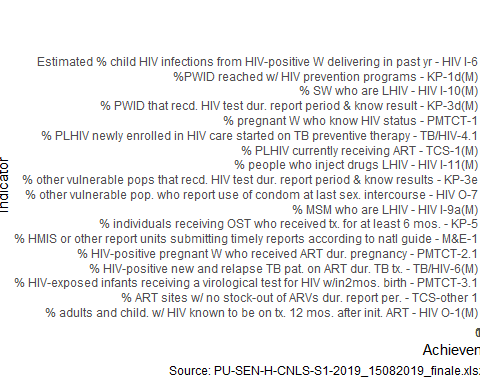 Estimated % child HIV infections from HIV-positive W delivering in past yr - HIV I-6
%PWID reached w/ HIV prevention programs - KP-1d(M)
% SW who are LHIV - HIV I-10(M)
% PWID that recd. HIV test dur. report period & know result - KP-3d(M)
% pregnant W who know HIV status - PMTCT-1
% PLHIV newly enrolled in HIV care started on TB preventive therapy - TB/HIV-4.1
% PLHIV currently receiving ART - TCS-1(M)
% people who inject drugs LHIV - HIV I-11(M)
% other vulnerable pops that recd. HIV test dur. report period & know results - KP-3e
% other vulnerable pop. who report use of condom at last sex. intercourse - HIV O-7
% MSM who are LHIV - HIV I-9a(M)
% individuals receiving OST who received tx. for at least 6 mos. - KP-5
% HMIS or other report units submitting timely reports according to natl guide - M&E-1
% HIV-positive pregnant W who received ART dur. pregnancy - PMTCT-2.1
% HIV-positive new and relapse TB pat. on ART dur. TB tx. - TB/HIV-6(M)
% HIV-exposed infants receiving a virological test for HIV w/in2mos. birth - PMTCT-3.1
% ART sites w/ no stock-out of ARVs dur. report per. - TCS-other 1
% adults and child. w/ HIV known to be on tx. 12 mos. after init. ART - HIV O-1(M)
Indicator
Achievem
Source: PU-SEN-H-CNLS-S1-2019_15082019_finale.xls